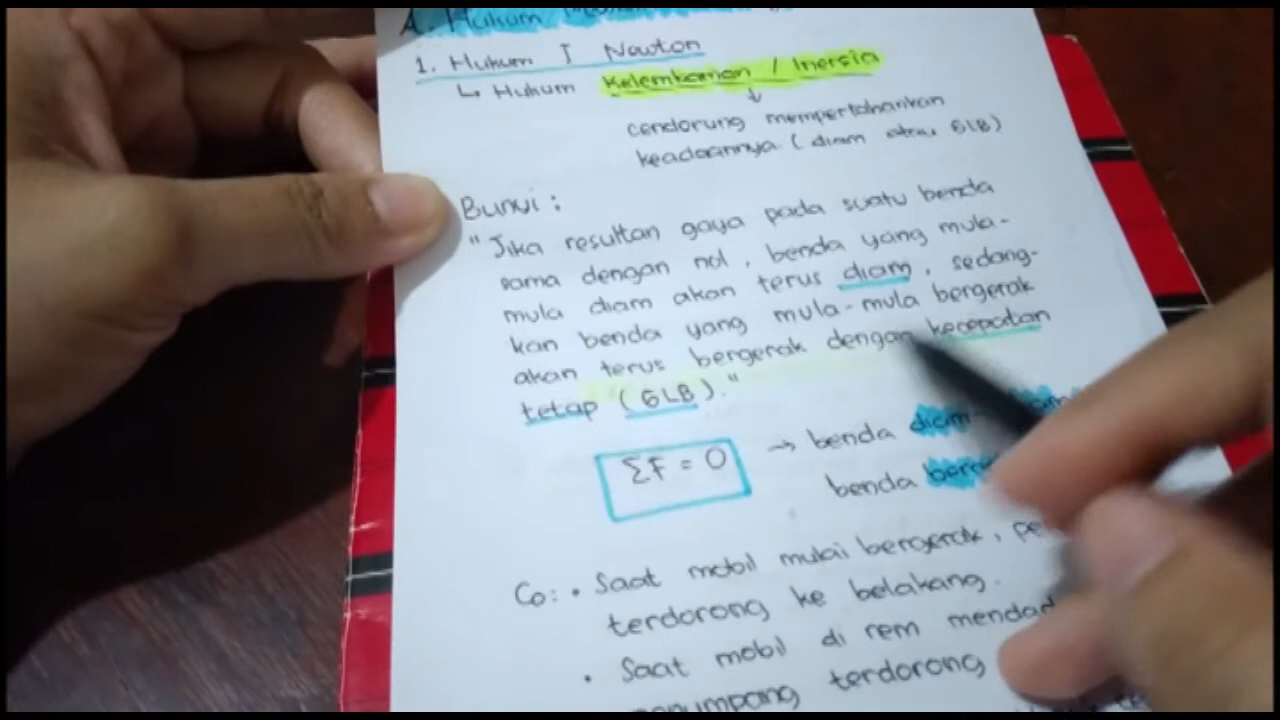 A. Hukum
1. Hukum I Newton
↳ Hukum Kelembaman / Inersia
↓
cendorung mempertahankan
keadaannya (diam atau GLB)
Bunyi :
"Jika resultan gaya pada suatu benda
sama dengan nol, benda yang mula-
mula diam akan terus diam, sedang-
kan benda yang mula-mula bergerak
akan terus bergerak dengan kecepatan
tetap (GLB)."
ΣF = 0 → benda diam
benda
Co: • Saat mobil mulai bergerak,
terdorong ke belakang.
• Saat mobil di rem
penumpang terdorong